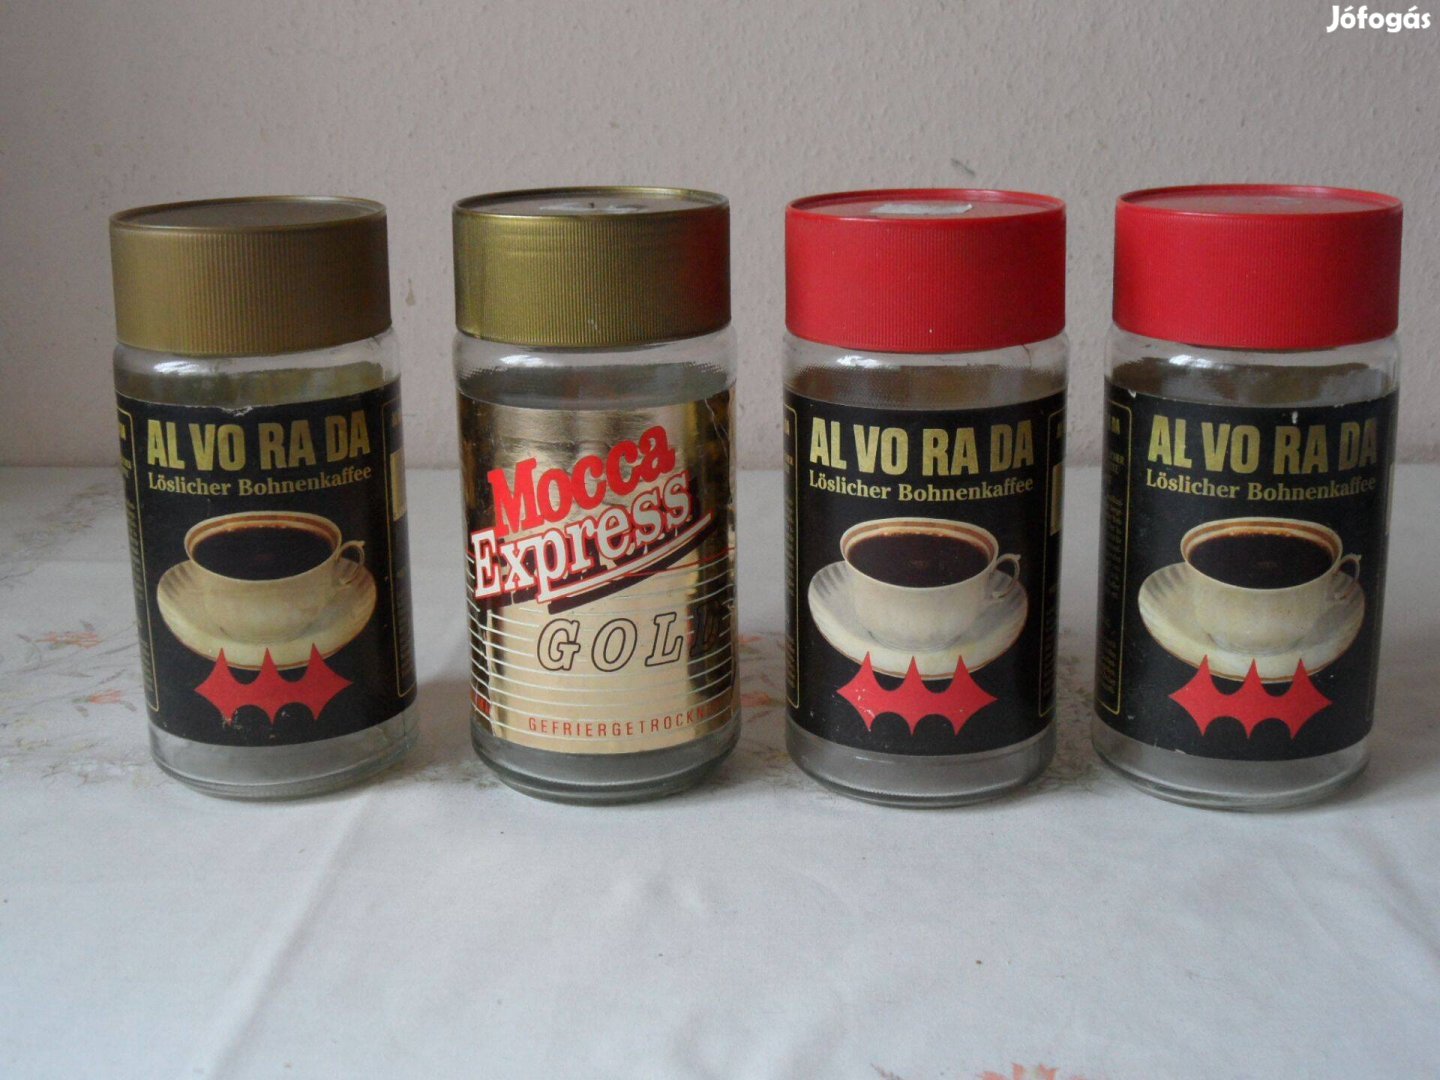 Jófogás
AL VO RA DA
Löslicher Bohnenkaffee
Mocca
Express
GOLD
GEFRIERGETROCKN
AL VO RA DA
Löslicher Bohnenkaffee
AL VO RA DA
Löslicher Bohnenkaffee